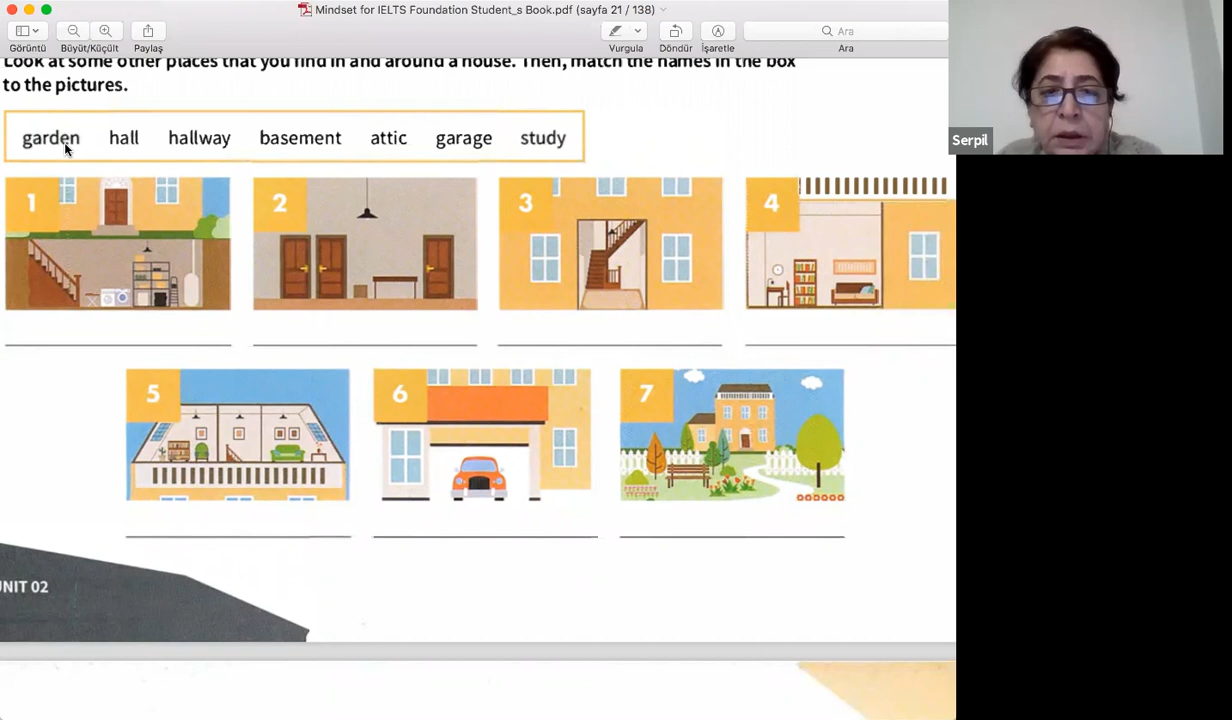 Mindset for IELTS Foundation Student_s Book.pdf (sayfa 21 / 138)
Görüntü
Büyüt/Küçült
Paylaş
Vurgula
Döndür
İşaretle
Ara
Ara
Look at some other places that you find in and around a house. Then, match the names in the box
to the pictures.
garden hall hallway basement attic garage study
1
2
3
4
5
6
7
UNIT 02
Serpil